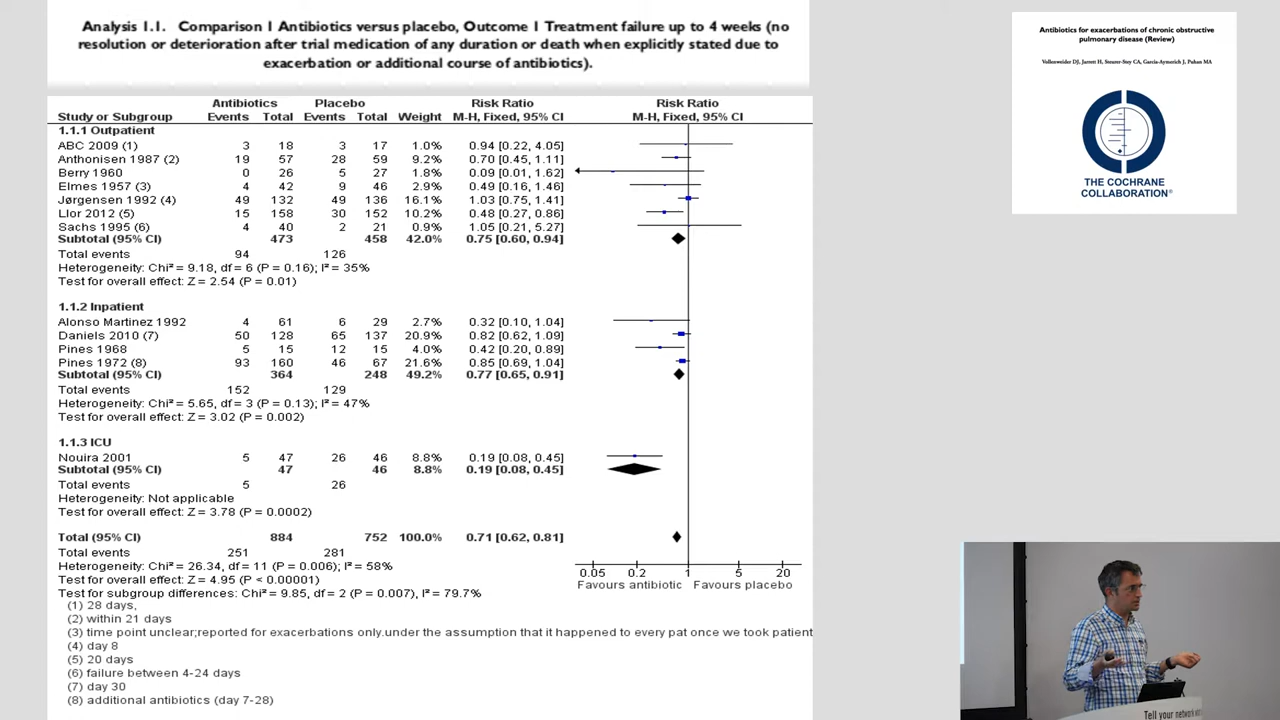 Analysis 1.1. Comparison 1 Antibiotics versus placebo, Outcome 1 Treatment failure up to 4 weeks (no
resolution or deterioration after trial medication of any duration or death when explicitly stated due to
exacerbation or additional course of antibiotics).
Antibiotics Placebo Risk Ratio Risk Ratio
Study or Subgroup Events Total Events Total Weight M-H, Fixed, 95% CI M-H, Fixed, 95% CI
1.1.1 Outpatient
ABC 2009 (1) 3 18 3 17 1.0% 0.94 [0.22, 4.05]
Anthonisen 1987 (2) 19 57 28 59 9.2% 0.70 [0.45, 1.11]
Berry 1960 0 26 5 27 1.8% 0.09 [0.01, 1.62]
Elmes 1957 (3) 4 42 9 46 2.9% 0.49 [0.16, 1.46]
Jørgensen 1992 (4) 49 132 49 136 16.1% 1.03 [0.75, 1.41]
Llor 2012 (5) 15 158 30 152 10.2% 0.48 [0.27, 0.86]
Sachs 1995 (6) 4 40 2 21 0.9% 1.05 [0.21, 5.27]
Subtotal (95% CI) 473 458 42.0% 0.75 [0.60, 0.94]
Total events 94 126
Heterogeneity: Chi² = 9.18, df = 6 (P = 0.16); I² = 35%
Test for overall effect: Z = 2.54 (P = 0.01)
1.1.2 Inpatient
Alonso Martinez 1992 4 61 6 29 2.7% 0.32 [0.10, 1.04]
Daniels 2010 (7) 50 128 65 137 20.9% 0.82 [0.62, 1.09]
Pines 1968 5 15 12 15 4.0% 0.42 [0.20, 0.89]
Pines 1972 (8) 93 160 46 67 21.6% 0.85 [0.69, 1.04]
Subtotal (95% CI) 364 248 49.2% 0.77 [0.65, 0.91]
Total events 152 129
Heterogeneity: Chi² = 5.65, df = 3 (P = 0.13); I² = 47%
Test for overall effect: Z = 3.02 (P = 0.002)
1.1.3 ICU
Nouira 2001 5 47 26 46 8.8% 0.19 [0.08, 0.45]
Subtotal (95% CI) 47 46 8.8% 0.19 [0.08, 0.45]
Total events 5 26
Heterogeneity: Not applicable
Test for overall effect: Z = 3.78 (P = 0.0002)
Total (95% CI) 884 752 100.0% 0.71 [0.62, 0.81]
Total events 251 281
Heterogeneity: Chi² = 26.34, df = 11 (P = 0.006); I² = 58%
Test for overall effect: Z = 4.95 (P < 0.00001)
Test for subgroup differences: Chi² = 9.85, df = 2 (P = 0.007), I² = 79.7%
0.05 0.2 1 5 20
Favours antibiotic Favours placebo
(1) 28 days,
(2) within 21 days
(3) time point unclear;reported for exacerbations only.under the assumption that it happened to every pat once we took patient
(4) day 8
(5) 20 days
(6) failure between 4-24 days
(7) day 30
(8) additional antibiotics (day 7-28)
Antibiotics for exacerbations of chronic obstructive
pulmonary disease (Review)
Vollenweider DJ, Jarrett H, Steurer-Stey CA, Garcia-Aymerich J, Puhan MA
THE COCHRANE
COLLABORATION®
Tell your network